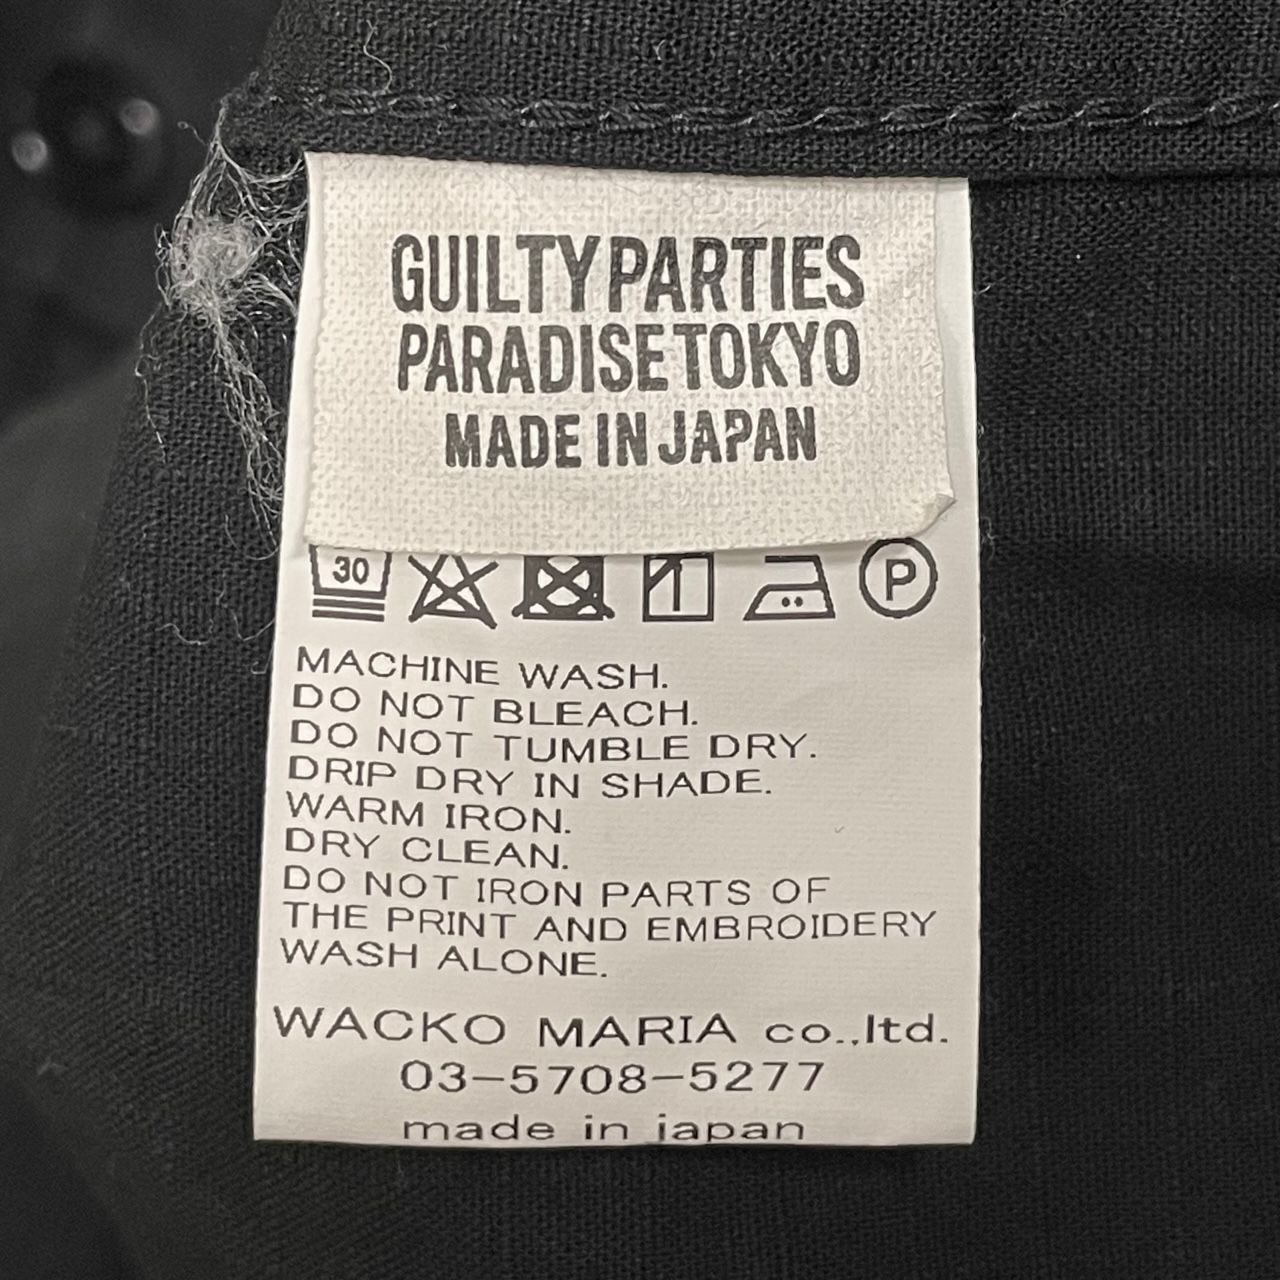 GUILTY PARTIES
PARADISE TOKYO
MADE IN JAPAN
30 P
MACHINE WASH.
DO NOT BLEACH.
DO NOT TUMBLE DRY.
DRIP DRY IN SHADE.
WARM IRON.
DRY CLEAN.
DO NOT IRON PARTS OF
THE PRINT AND EMBROIDERY
WASH ALONE.
WACKO MARIA co.,ltd.
03-5708-5277
made in japan